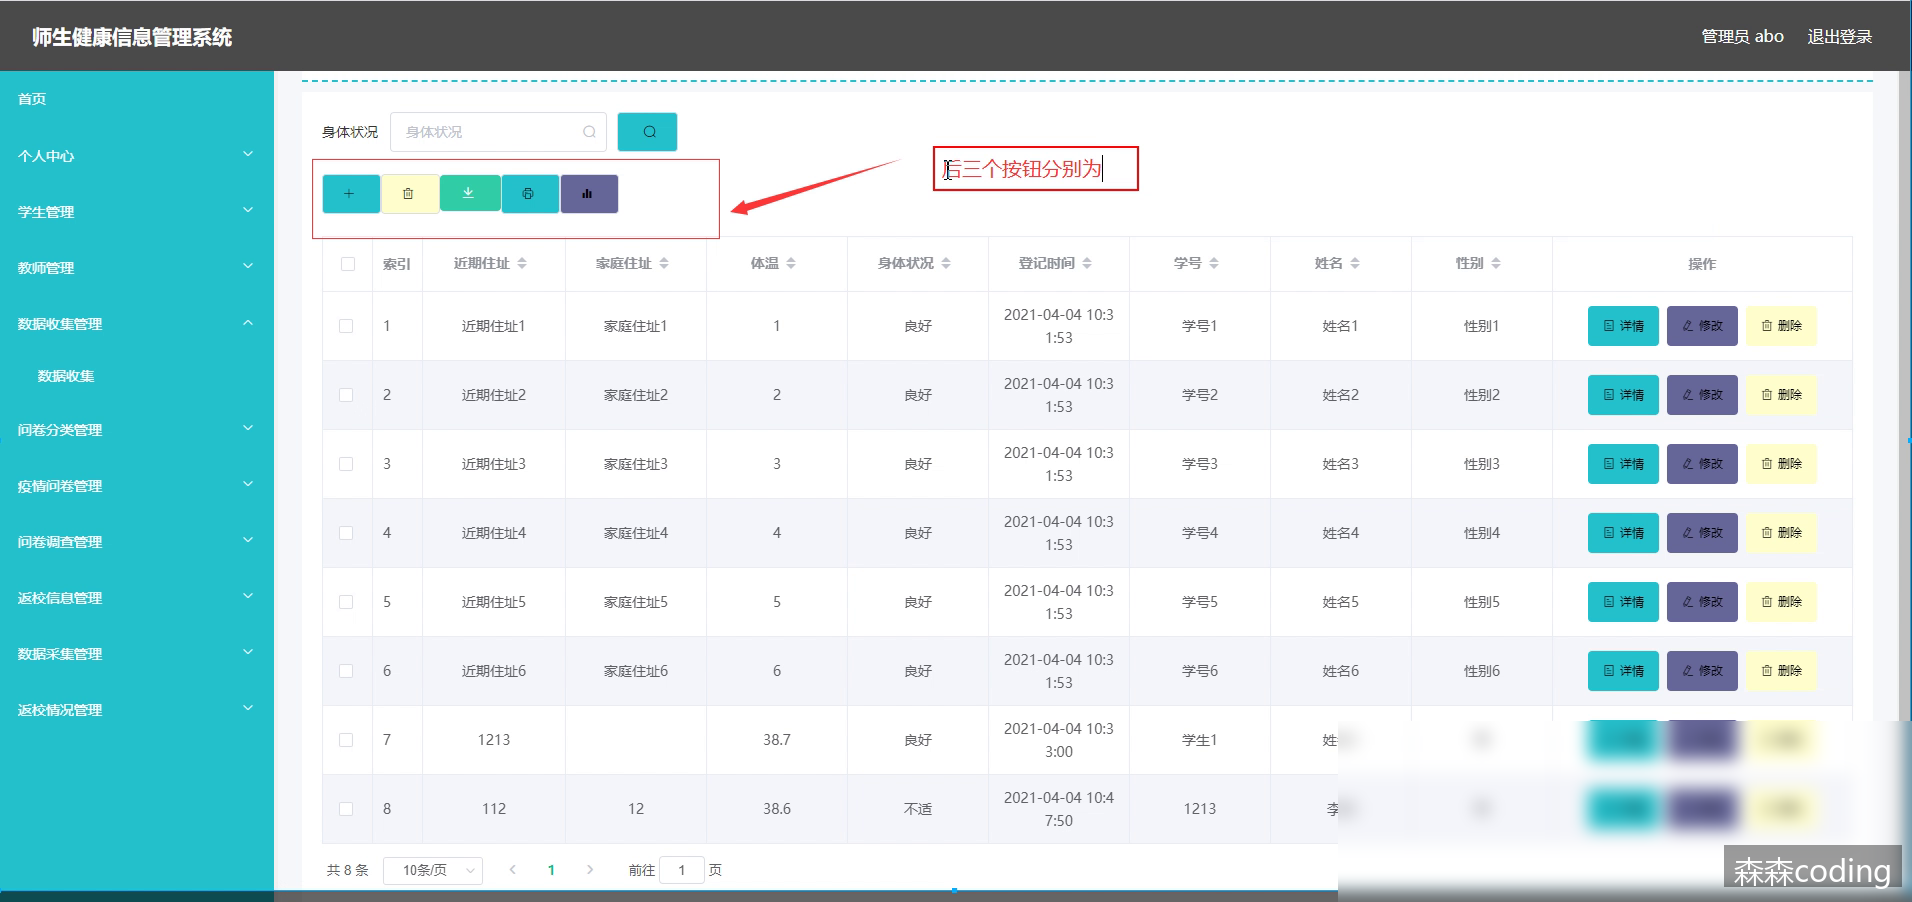 师生健康信息管理系统
管理员 abo 退出登录
首页
个人中心
学生管理
教师管理
数据收集管理
数据收集
问卷分类管理
疫情问卷管理
问卷调查管理
返校信息管理
数据采集管理
返校情况管理
身体状况 身体状况
后三个按钮分别为
索引 近期住址 家庭住址 体温 身体状况 登记时间 学号 姓名 性别 操作
1 近期住址1 家庭住址1 1 良好 2021-04-04 10:3 学号1 姓名1 性别1 详情 修改 删除
1:53
2 近期住址2 家庭住址2 2 良好 2021-04-04 10:3 学号2 姓名2 性别2 详情 修改 删除
1:53
3 近期住址3 家庭住址3 3 良好 2021-04-04 10:3 学号3 姓名3 性别3 详情 修改 删除
1:53
4 近期住址4 家庭住址4 4 良好 2021-04-04 10:3 学号4 姓名4 性别4 详情 修改 删除
1:53
5 近期住址5 家庭住址5 5 良好 2021-04-04 10:3 学号5 姓名5 性别5 详情 修改 删除
1:53
6 近期住址6 家庭住址6 6 良好 2021-04-04 10:3 学号6 姓名6 性别6 详情 修改 删除
1:53
7 1213 38.7 良好 2021-04-04 10:3 学生1 姓
3:00
8 112 12 38.6 不适 2021-04-04 10:4 1213 李
7:50
共 8 条 10条/页 1 前往 1 页
森森coding